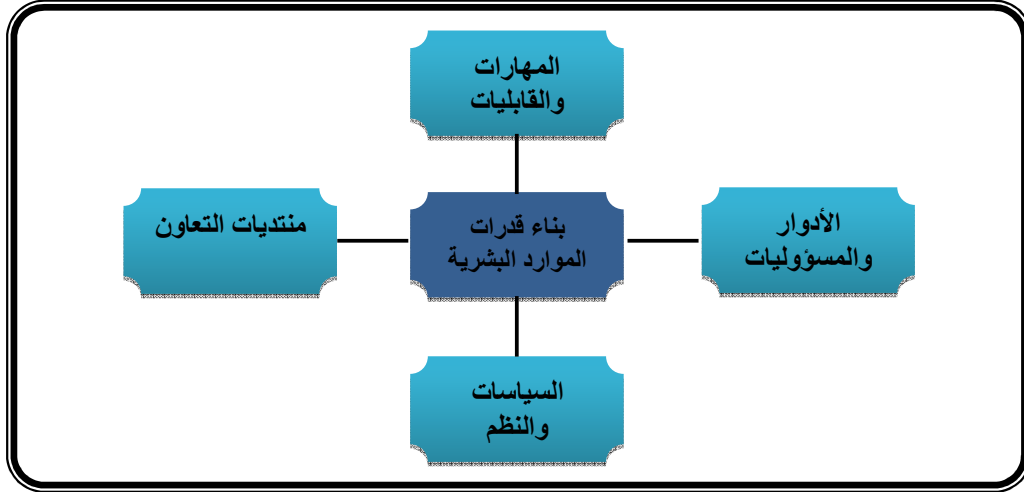 المهارات
والقابليات
الأدوار
والمسؤوليات
بناء قدرات
الموارد البشرية
منتديات التعاون
السياسات
والنظم